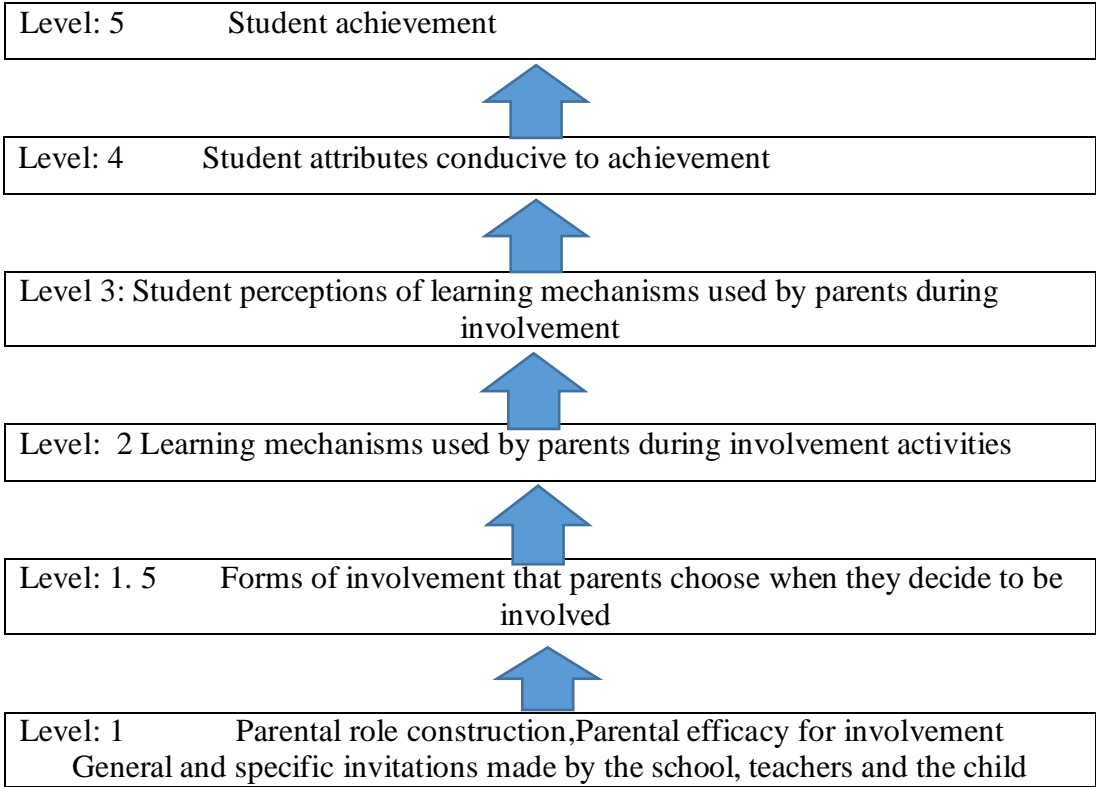 Level: 5 Student achievement
Level: 4 Student attributes conducive to achievement
Level 3: Student perceptions of learning mechanisms used by parents during
involvement
Level: 2 Learning mechanisms used by parents during involvement activities
Level: 1. 5 Forms of involvement that parents choose when they decide to be
involved
Level: 1 Parental role construction,Parental efficacy for involvement
General and specific invitations made by the school, teachers and the child